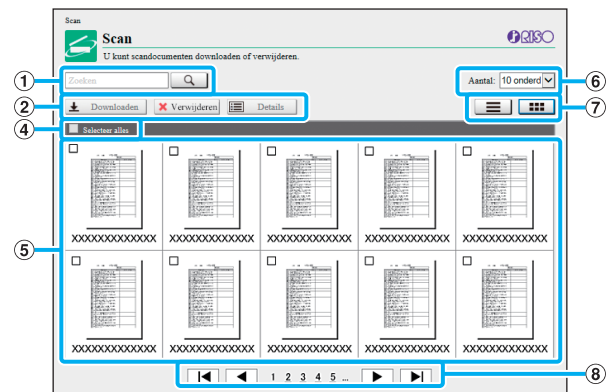 Scan
Scan
RISO
U kunt scandocumenten downloaden of verwijderen.
1
Zoeken
Aantal: 10 onderd
6
2
Downloaden
Verwijderen
Details
7
4
Selecteer alles
5
XXXXXXXXXXXXX XXXXXXXXXXXXX XXXXXXXXXXXXX XXXXXXXXXXXXX XXXXXXXXXXXXX
XXXXXXXXXXXXX XXXXXXXXXXXXX XXXXXXXXXXXXX XXXXXXXXXXXXX XXXXXXXXXXXXX
1 2 3 4 5 ...
8